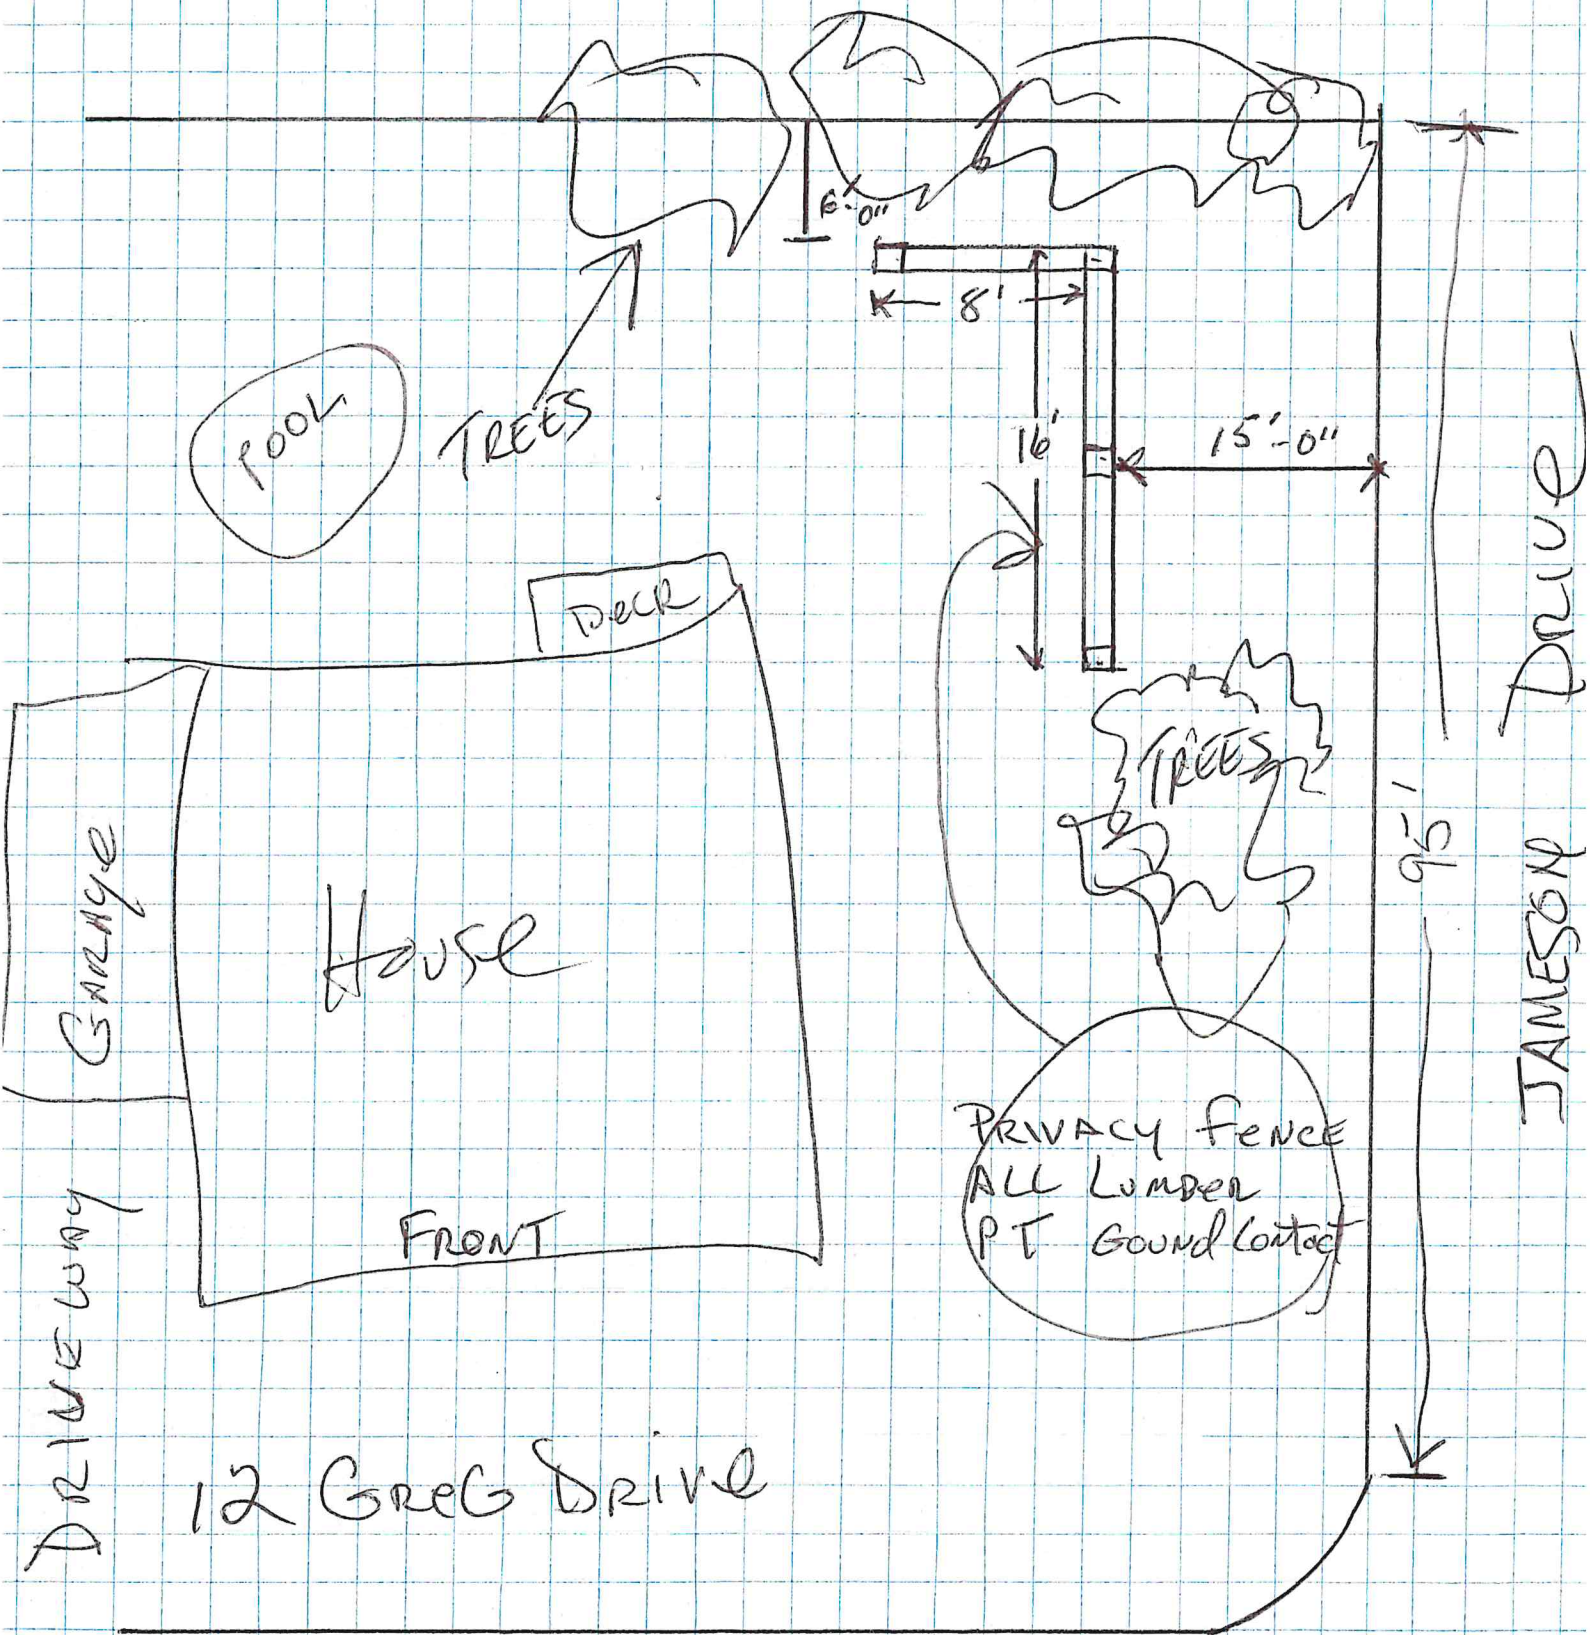 6'-0"
8'
POOL
TREES
16'
15'-0"
Deck
TREES
DRIVE
JAMESON
95'
GARAGE
House
PRIVACY FENCE
ALL LUMBER
PT GOUND Contact
FRONT
DRIVEWAY
12 GREG DRIVE